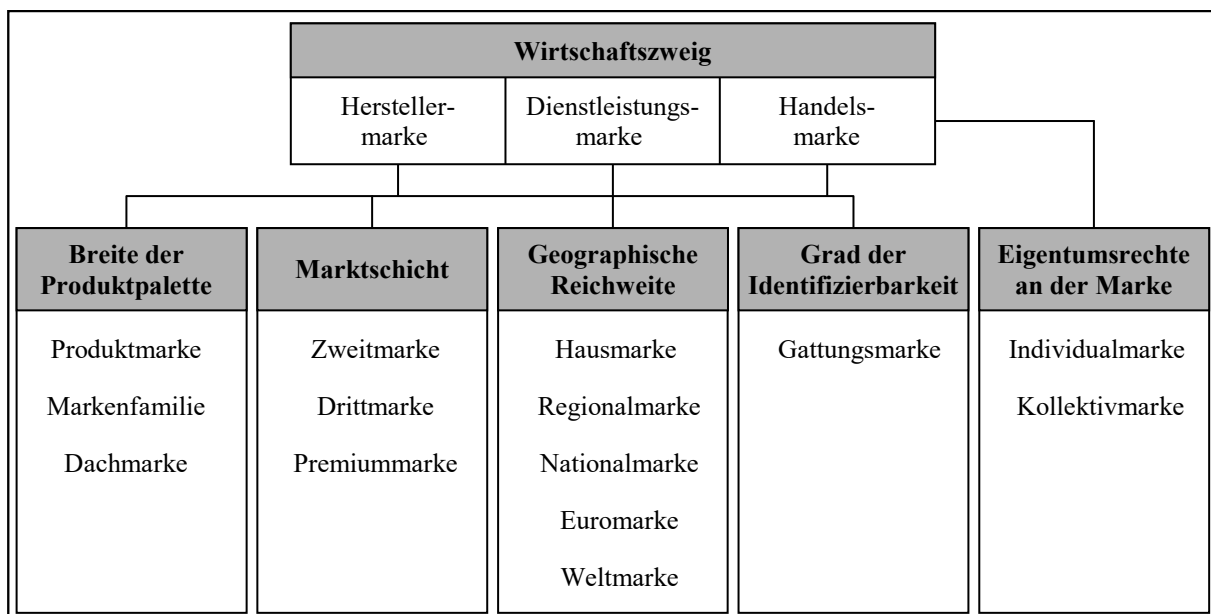 Wirtschaftszweig
Hersteller-
marke
Dienstleistungs-
marke
Handels-
marke
Breite der
Produktpalette
Produktmarke
Markenfamilie
Dachmarke
Marktschicht
Zweitmarke
Drittmarke
Premiummarke
Geographische
Reichweite
Hausmarke
Regionalmarke
Nationalmarke
Euromarke
Weltmarke
Grad der
Identifizierbarkeit
Gattungsmarke
Eigentumsrechte
an der Marke
Individualmarke
Kollektivmarke